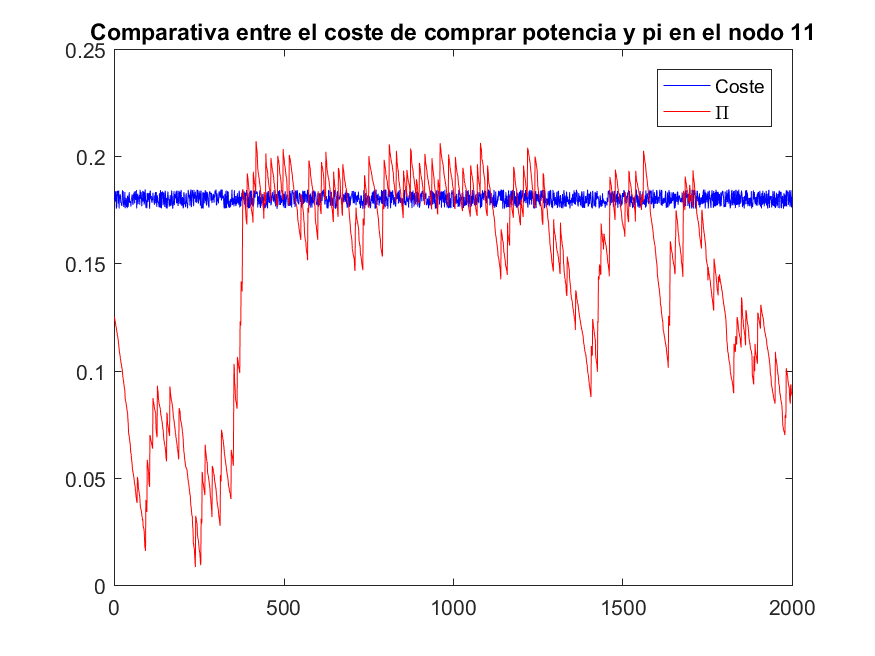 Comparativa entre el coste de comprar potencia y pi en el nodo 11
0.25
Coste
Π
0.2
0.15
0.1
0.05
0
0 500 1000 1500 2000